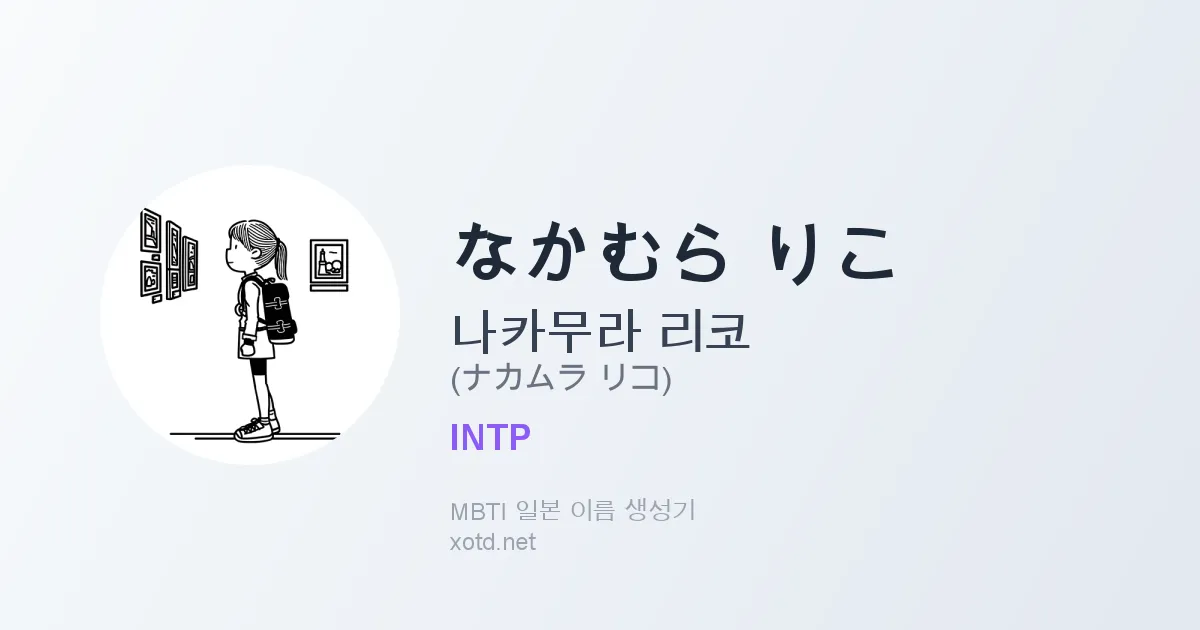 なかむら りこ
나카무라 리코
(ナカムラ リコ)
INTP
MBTI 일본 이름 생성기
xotd.net